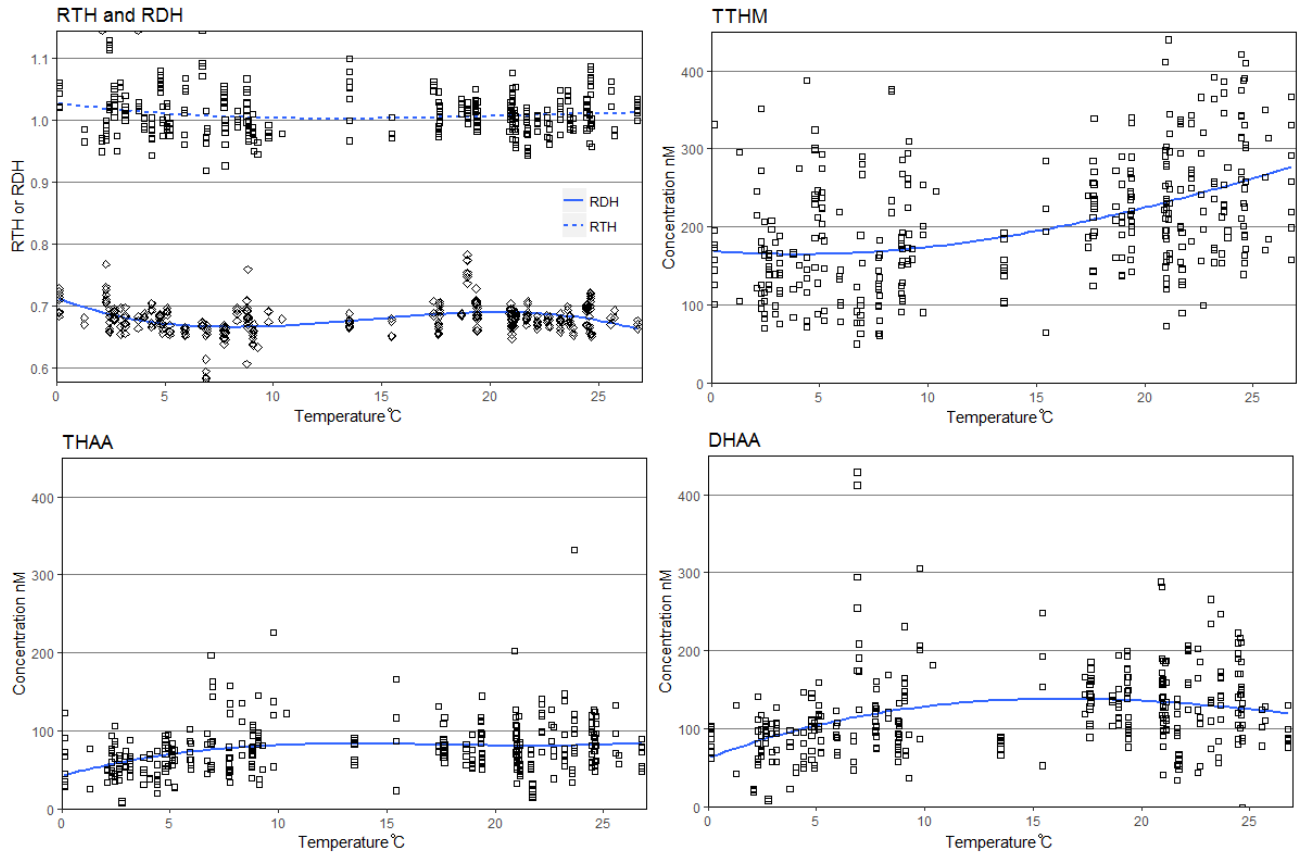 RTH and RDH
1.1
1.0
0.9
0.8
0.7
0.6
RTH or RDH
RDH
RTH
0 5 10 15 20 25
Temperature °C
TTHM
400
300
200
100
0
Concentration nM
0 5 10 15 20 25
Temperature °C
THAA
400
300
200
100
0
Concentration nM
0 5 10 15 20 25
Temperature °C
DHAA
400
300
200
100
0
Concentration nM
0 5 10 15 20 25
Temperature °C